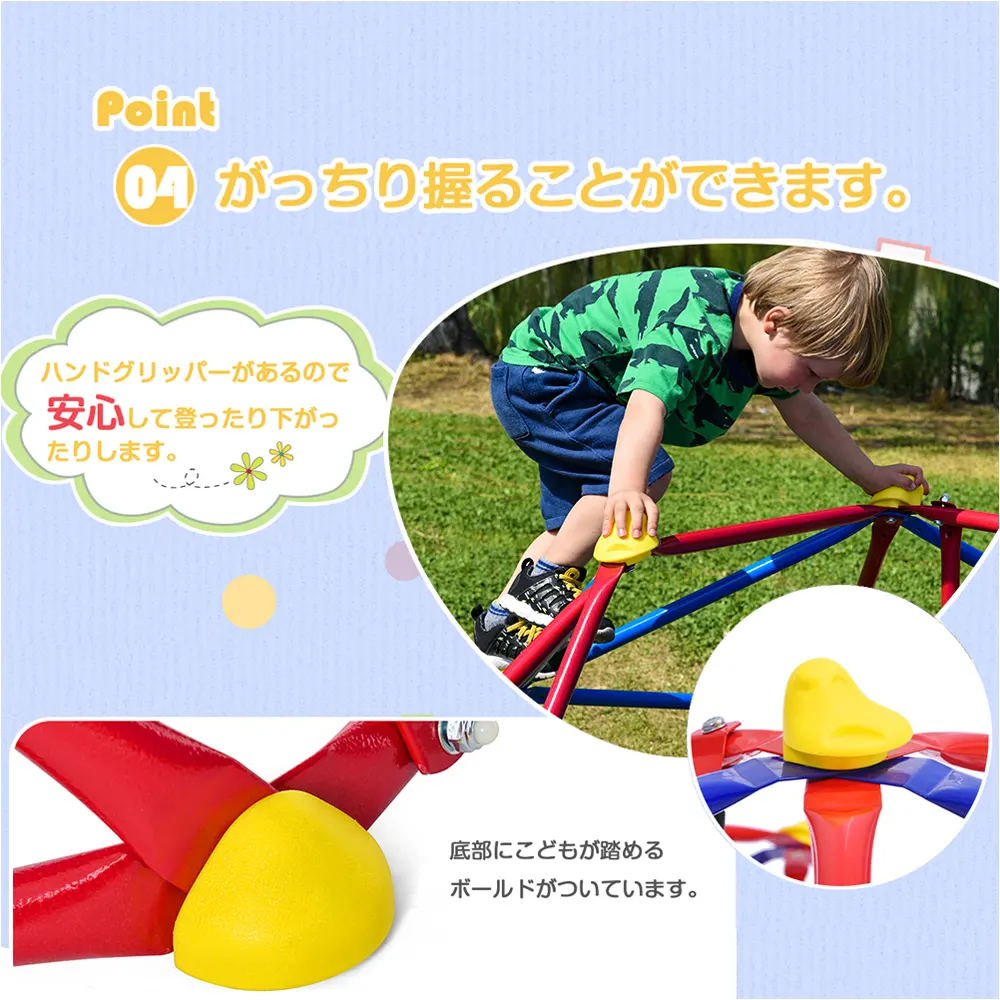 Point
04 がっちり握ることができます。
ハンドグリッパーがあるので
安心して登ったり下がっ
たりします。
底部にこどもが踏める
ボールドがついています。